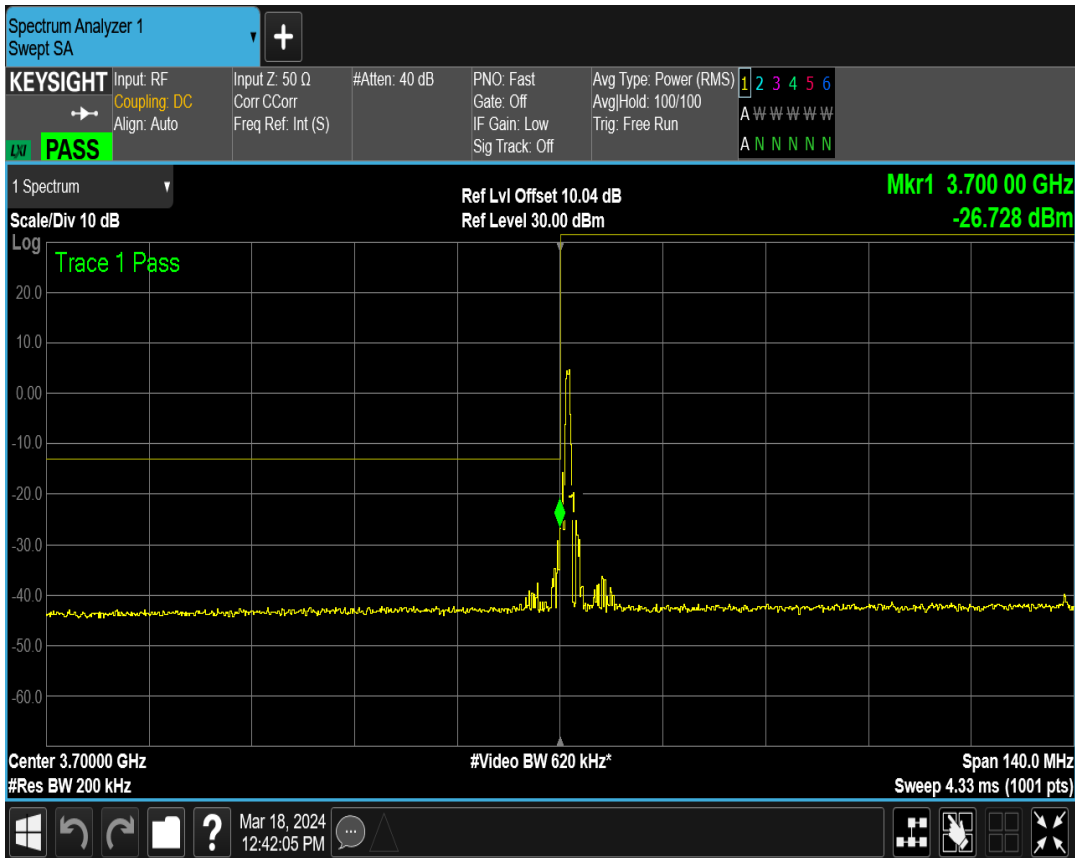 Spectrum Analyzer 1
Swept SA
+
KEYSIGHT
LXI
PASS
Input: RF
Coupling: DC
Align: Auto
Input Z: 50 Ω
Corr CCorr
Freq Ref: Int (S)
#Atten: 40 dB
PNO: Fast
Gate: Off
IF Gain: Low
Sig Track: Off
Avg Type: Power (RMS)
Avg|Hold: 100/100
Trig: Free Run
1 2 3 4 5 6
A W W W W W
A N N N N N
1 Spectrum
Scale/Div 10 dB
Ref Lvl Offset 10.04 dB
Ref Level 30.00 dBm
Mkr1 3.700 00 GHz
-26.728 dBm
Log
Trace 1 Pass
20.0
10.0
0.00
-10.0
-20.0
-30.0
-40.0
-50.0
-60.0
Center 3.70000 GHz
#Video BW 620 kHz*
Span 140.0 MHz
#Res BW 200 kHz
Sweep 4.33 ms (1001 pts)
?
Mar 18, 2024
12:42:05 PM